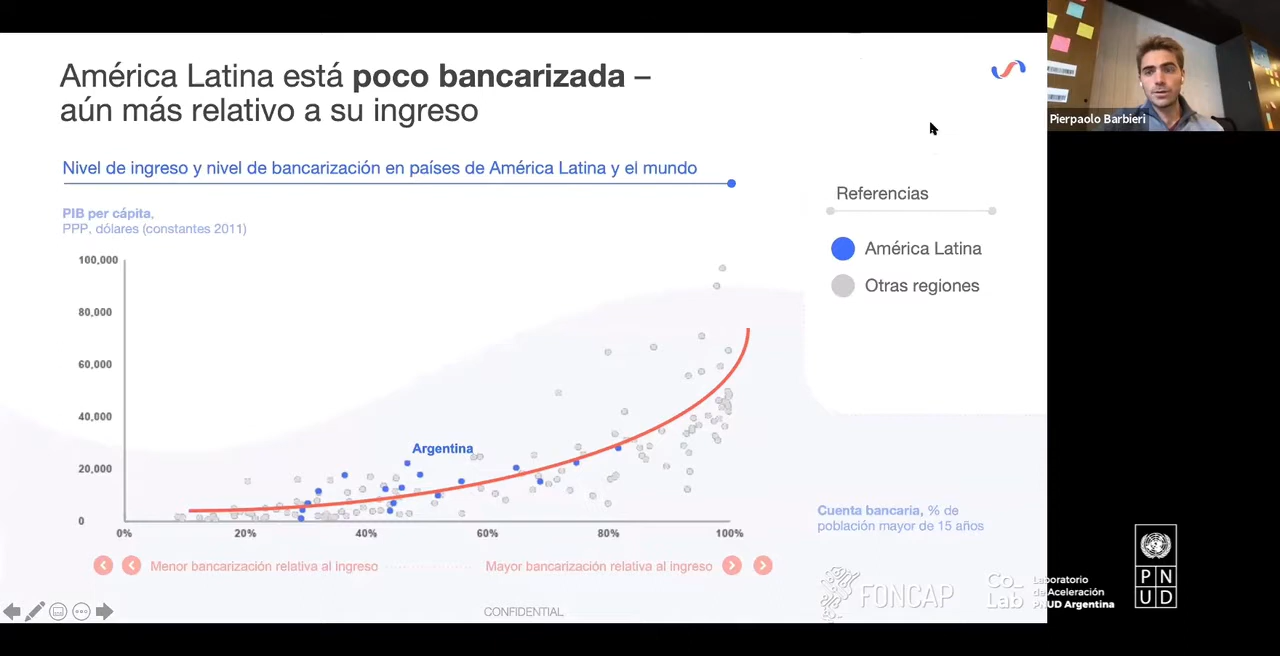 América Latina está poco bancarizada –
aún más relativo a su ingreso
Pierpaolo Barbieri
Nivel de ingreso y nivel de bancarización en países de América Latina y el mundo
Referencias
América Latina
Otras regiones
PIB per cápita,
PPP, dólares (constantes 2011)
100,000
80,000
60,000
40,000
20,000
0
Argentina
0%
20%
40%
60%
80%
100%
Cuenta bancaria, % de
población mayor de 15 años
Menor bancarización relativa al ingreso
Mayor bancarización relativa al ingreso
CONFIDENTIAL
FONCAP
Co_
Lab
Laboratorio
de Aceleración
PNUD Argentina
P N
U D